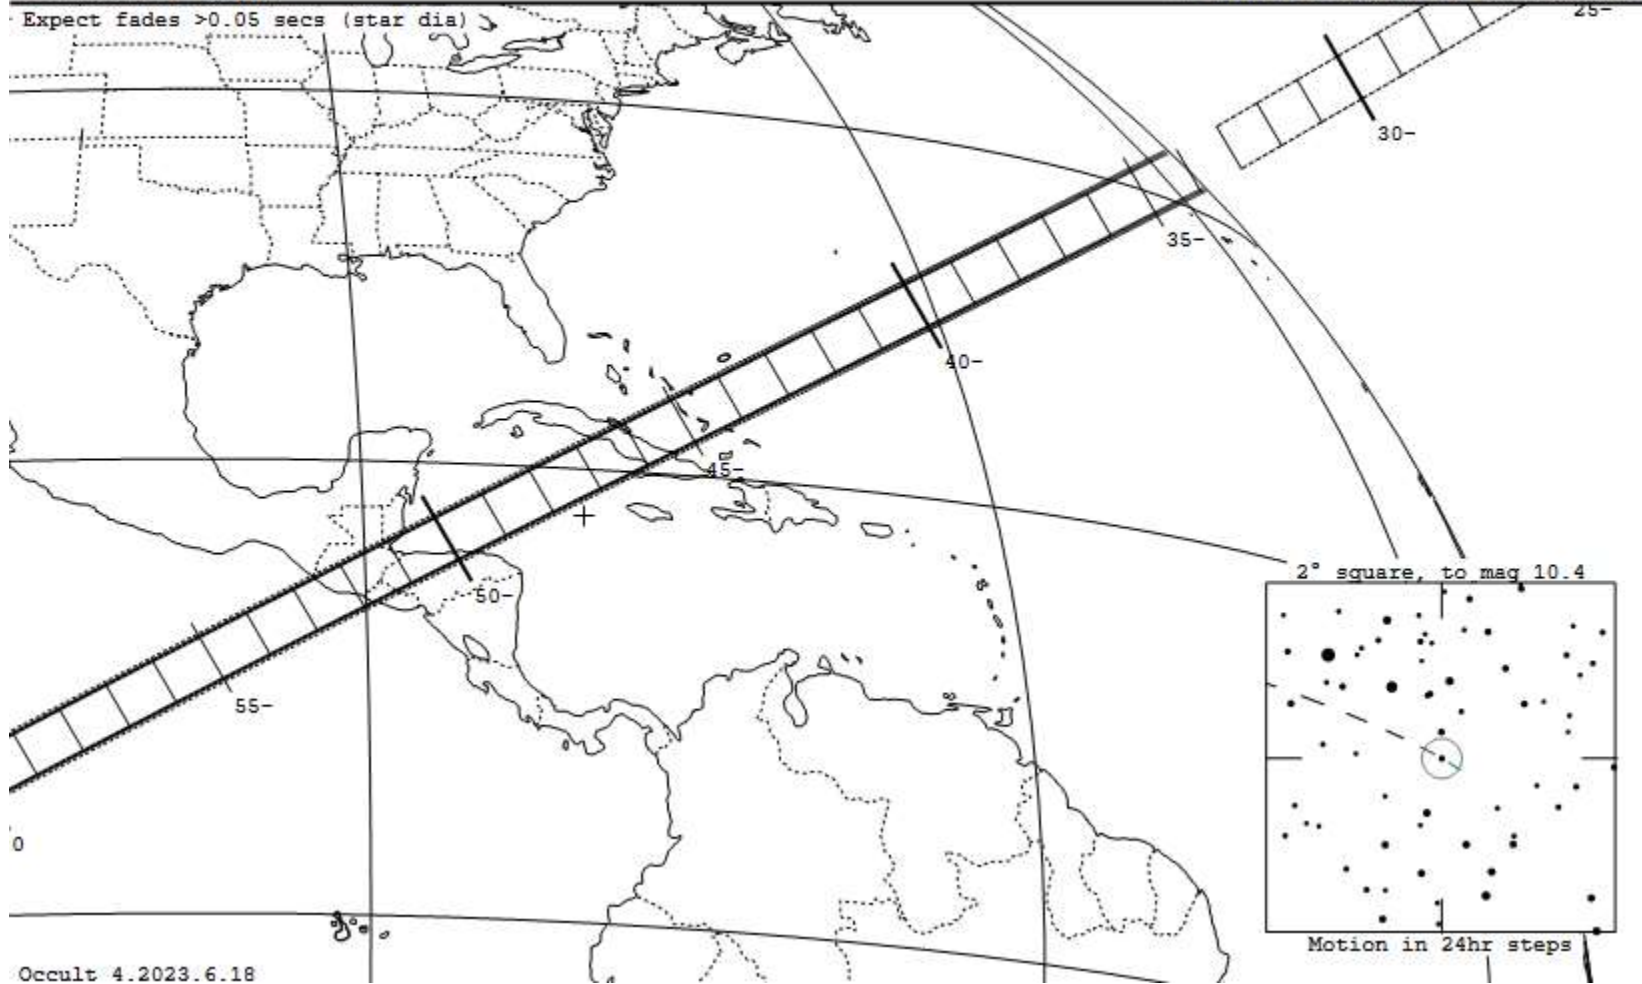 Expect fades >0.05 secs (star dia)
25-
30-
35-
40-
45-
50-
55-
0
2° square, to mag 10.4
Motion in 24hr steps
Occult 4.2023.6.18